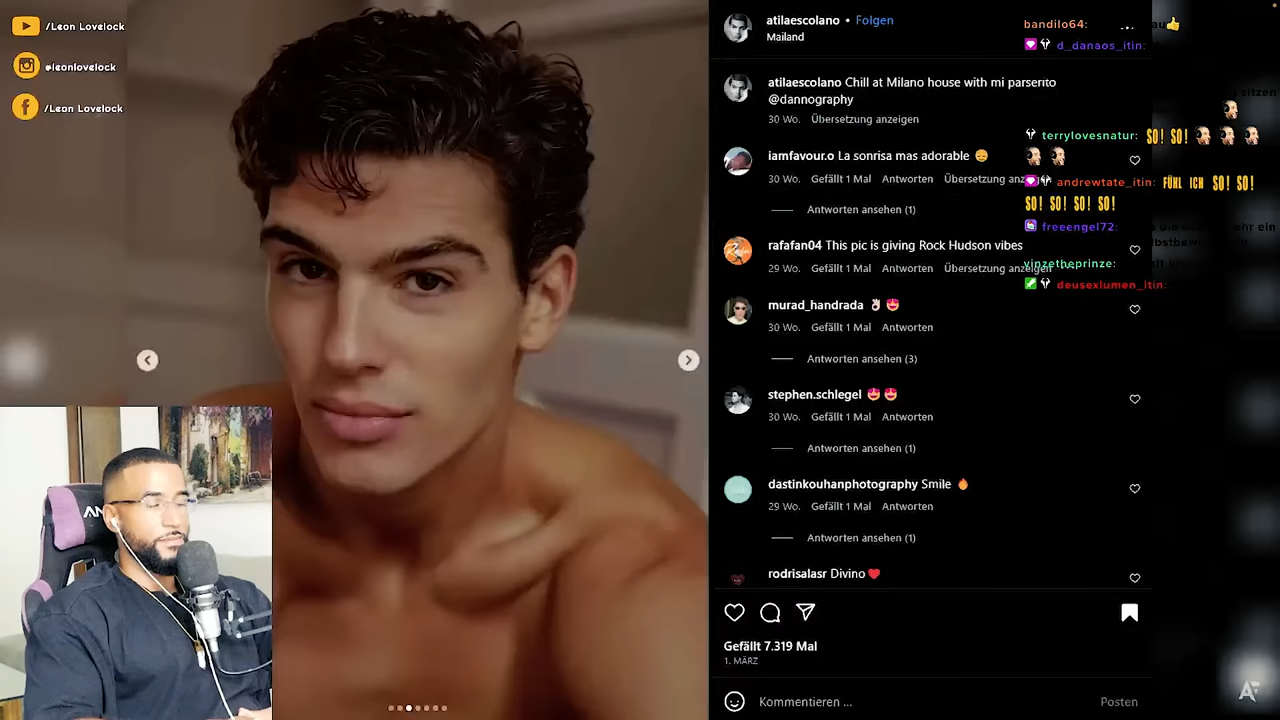 /Leon Lovelock
@leonlovelock
/Leon Lovelock
AN
atilaescolano • Folgen
Mailand
atilaescolano Chill at Milano house with mi parserito
@dannography
30 Wo. Übersetzung anzeigen
iamfavour.o La sonrisa mas adorable
30 Wo. Gefällt 1 Mal Antworten Übersetzung
Antworten ansehen (1)
rafafan04 This pic is giving Rock Hudson vibes
29 Wo. Gefällt 1 Mal Antworten Übersetzung anzeigen
murad_handrada 👌🏻 😍
30 Wo. Gefällt 1 Mal Antworten
Antworten ansehen (3)
stephen.schlegel 😍 😍
30 Wo. Gefällt 1 Mal Antworten
Antworten ansehen (1)
dastinkouhanphotography Smile 🔥
29 Wo. Gefällt 1 Mal Antworten
Antworten ansehen (1)
rodrisalasr Divino ❤️
Gefällt 7.319 Mal
1. MÄRZ
Kommentieren ...
Posten
bandilo64:
d_danaos_itin:
terrylovesnatur: SO! SO!
andrewtate_itin: FÜHL ICH SO! SO!
SO! SO! SO! SO!
freeengel72:
vinzetheprinze:
deusexlumen_itin: